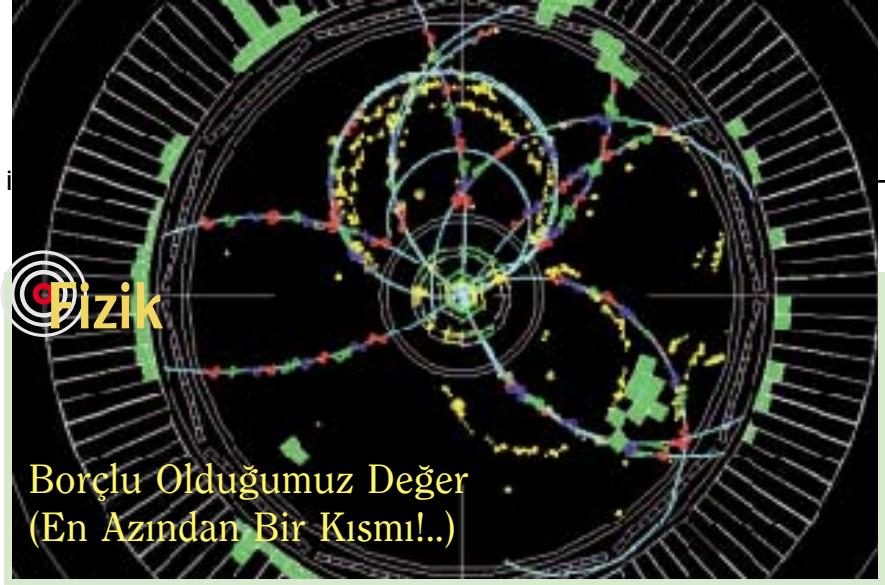 Fizik
Borçlu Olduğumuz Değer
(En Azından Bir Kısmı!..)